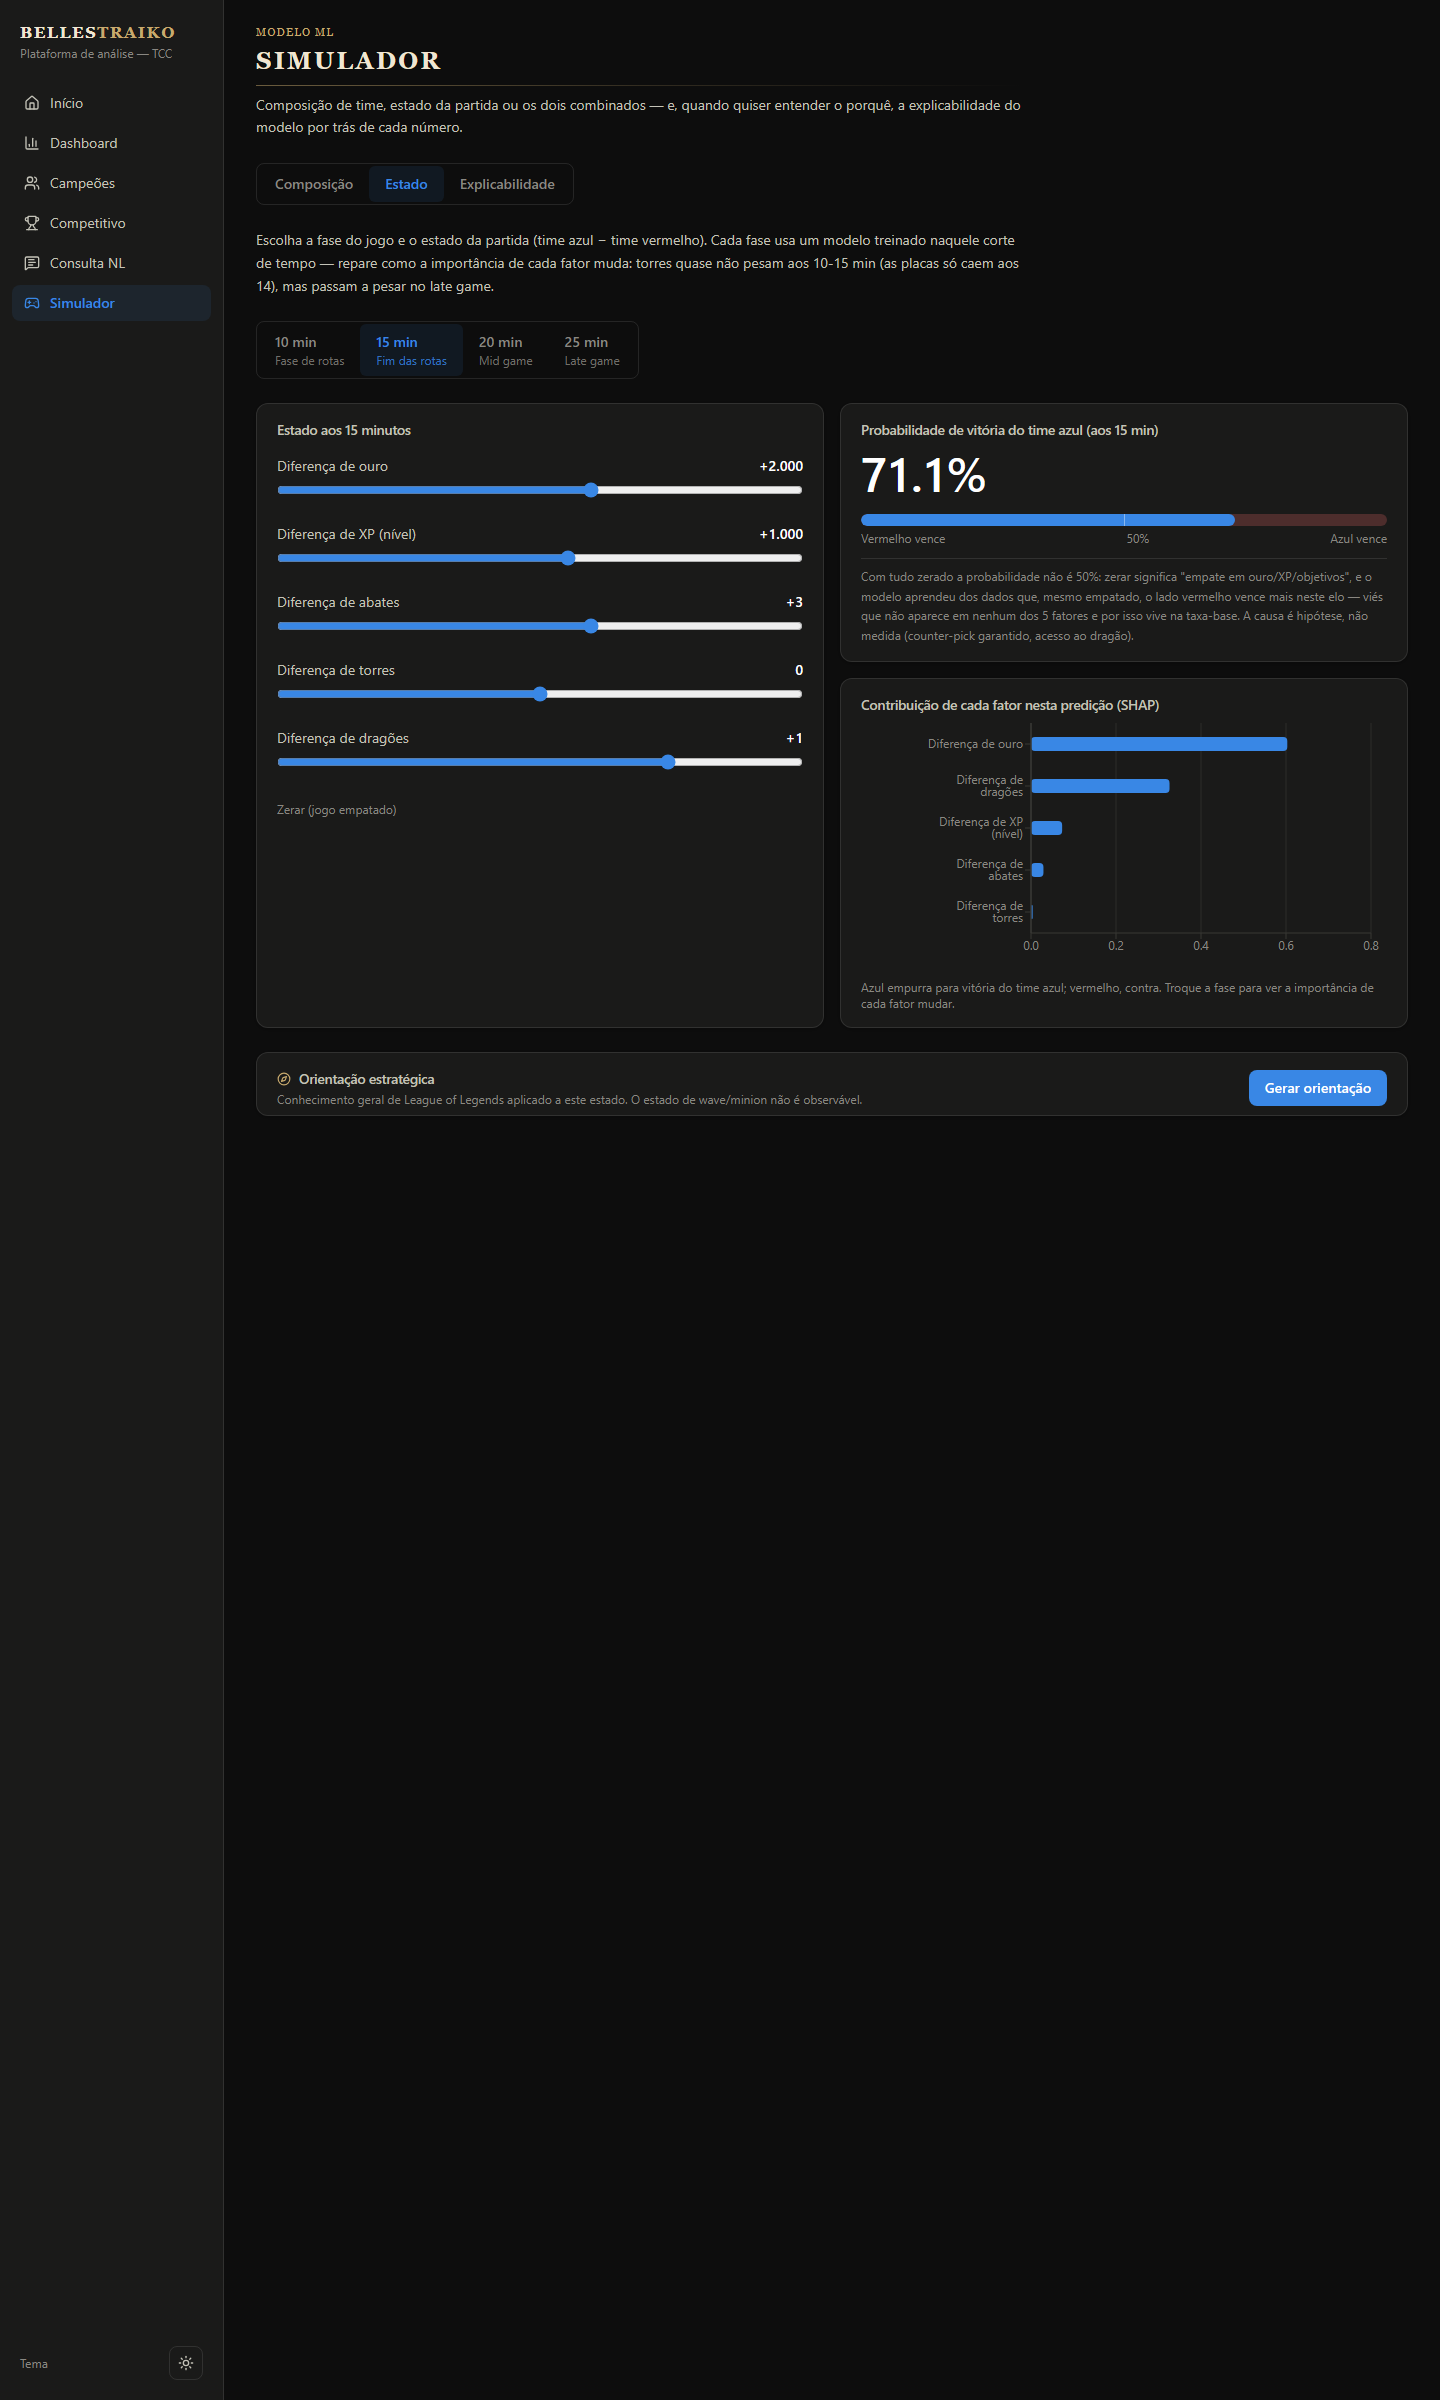 BELLESTRAIKO
Plataforma de análise — TCC
Início
Dashboard
Campeões
Competitivo
Consulta NL
Simulador
Tema
MODELO ML
SIMULADOR
Composição de time, estado da partida ou os dois combinados — e, quando quiser entender o porquê, a explicabilidade do
modelo por trás de cada número.
Composição Estado Explicabilidade
Escolha a fase do jogo e o estado da partida (time azul − time vermelho). Cada fase usa um modelo treinado naquele corte
de tempo — repare como a importância de cada fator muda: torres quase não pesam aos 10-15 min (as placas só caem aos
14), mas passam a pesar no late game.
10 min 15 min 20 min 25 min
Fase de rotas Fim das rotas Mid game Late game
Estado aos 15 minutos
Diferença de ouro +2.000
Diferença de XP (nível) +1.000
Diferença de abates +3
Diferença de torres 0
Diferença de dragões +1
Zerar (jogo empatado)
Probabilidade de vitória do time azul (aos 15 min)
71.1%
Vermelho vence 50% Azul vence
Com tudo zerado a probabilidade não é 50%: zerar significa "empate em ouro/XP/objetivos", e o
modelo aprendeu dos dados que, mesmo empatado, o lado vermelho vence mais neste elo — viés
que não aparece em nenhum dos 5 fatores e por isso vive na taxa-base. A causa é hipótese, não
medida (counter-pick garantido, acesso ao dragão).
Contribuição de cada fator nesta predição (SHAP)
Diferença de ouro
Diferença de
dragões
Diferença de XP
(nível)
Diferença de
abates
Diferença de
torres
0.0 0.2 0.4 0.6 0.8
Azul empurra para vitória do time azul; vermelho, contra. Troque a fase para ver a importância de
cada fator mudar.
Orientação estratégica
Conhecimento geral de League of Legends aplicado a este estado. O estado de wave/minion não é observável.
Gerar orientação